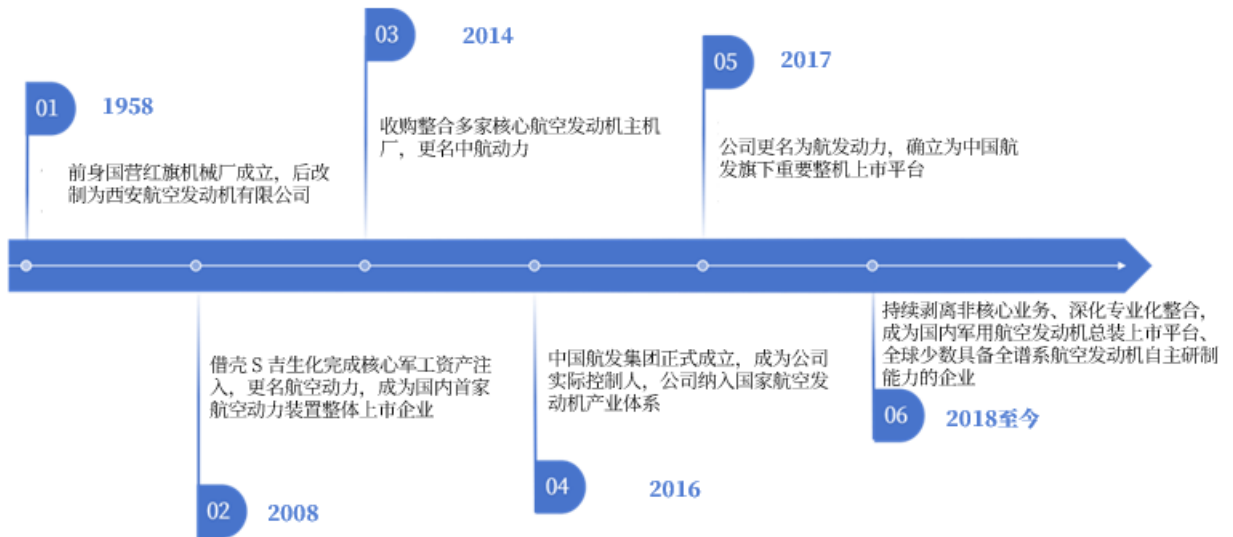 01
1958
前身国营红旗机械厂成立，后改
制为西安航空发动机有限公司
借壳 S 吉生化完成核心军工资产注
入，更名航空动力，成为国内首家
航空动力装置整体上市企业
02
2008
03
2014
收购整合多家核心航空发动机主机
厂，更名中航动力
中国航发集团正式成立，成为公司
实际控制人，公司纳入国家航空发
动机产业体系
04
2016
05
2017
公司更名为航发动力，确立为中国航
发旗下重要整机上市平台
持续剥离非核心业务、深化专业化整合，
成为国内军用航空发动机总装上市平台、
全球少数具备全谱系航空发动机自主研制
能力的企业
06
2018至今